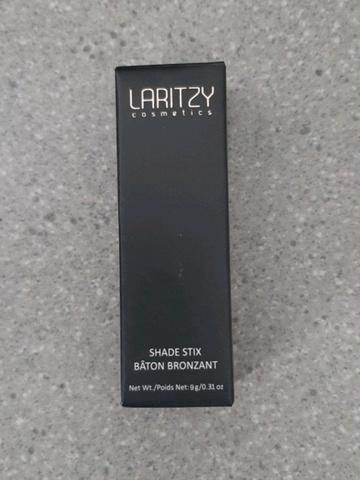 LARITZY
cosmetics
SHADE STIX
BÂTON BRONZANT
Net Wt./Poids Net: 9g/0.31 oz